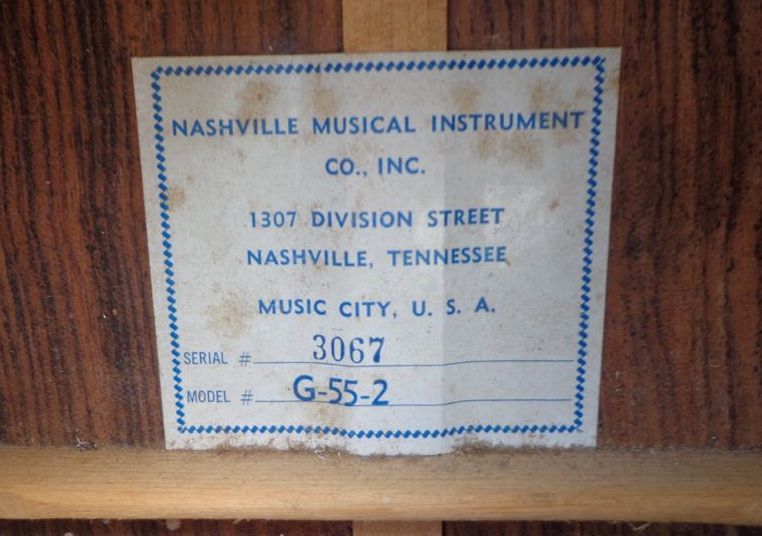 NASHVILLE MUSICAL INSTRUMENT
CO., INC.
1307 DIVISION STREET
NASHVILLE, TENNESSEE
MUSIC CITY, U. S. A.
SERIAL # 3067
MODEL # G-55-2